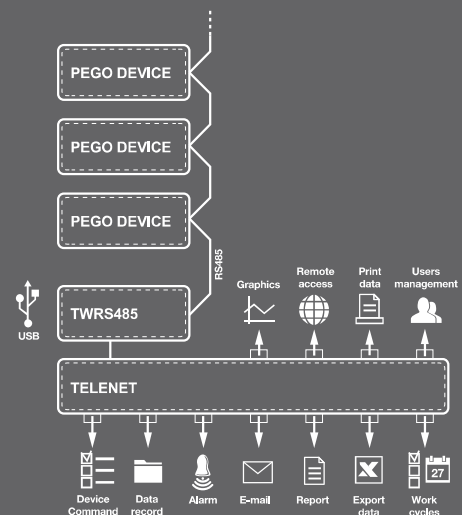 PEGO DEVICE
PEGO DEVICE
PEGO DEVICE
RS485
USB
TWRS485
Graphics
Remote
access
Print
data
Users
management
TELENET
Device
Command
Data
record
Alarm
E-mail
Report
X
Export
data
27
Work
cycles